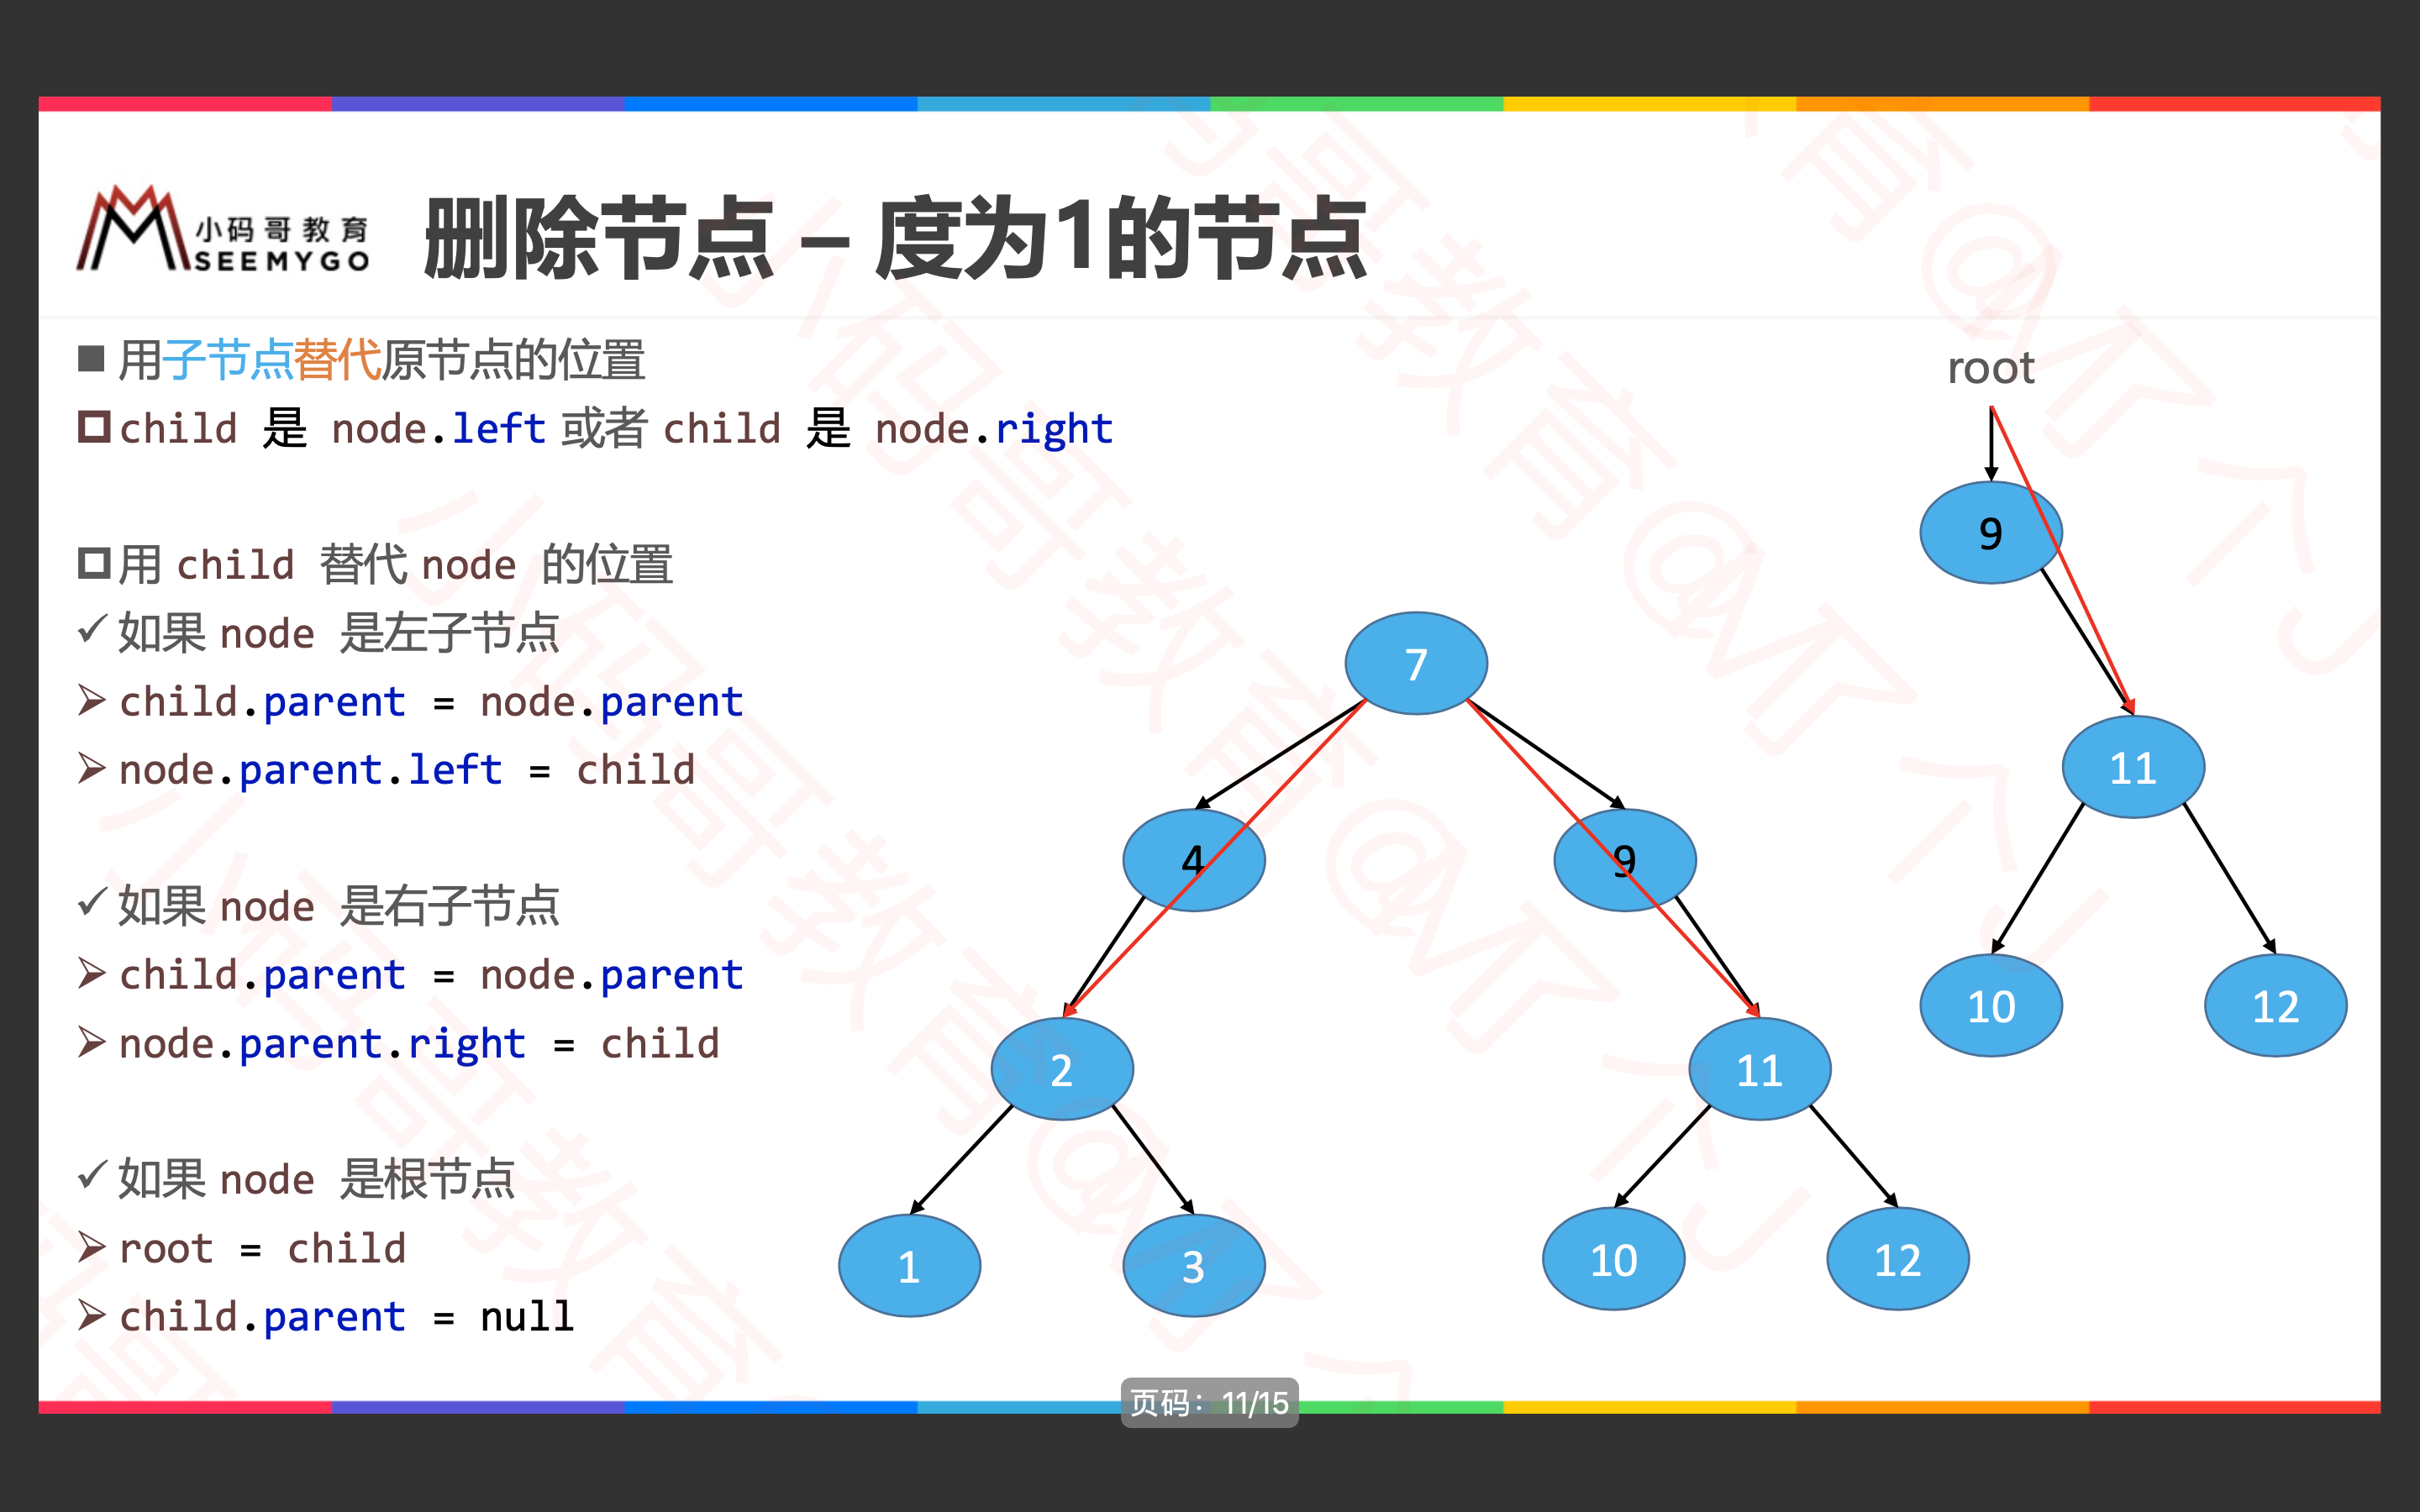 小码哥教育
SEEMYGO
删除节点 – 度为1的节点
用子节点替代原节点的位置
child 是 node.left 或者 child 是 node.right
用 child 替代 node 的位置
如果 node 是左子节点
child.parent = node.parent
node.parent.left = child
如果 node 是右子节点
child.parent = node.parent
node.parent.right = child
如果 node 是根节点
root = child
child.parent = null
root
9
11
10
12
7
4
9
2
11
1
3
10
12
页码：11/15